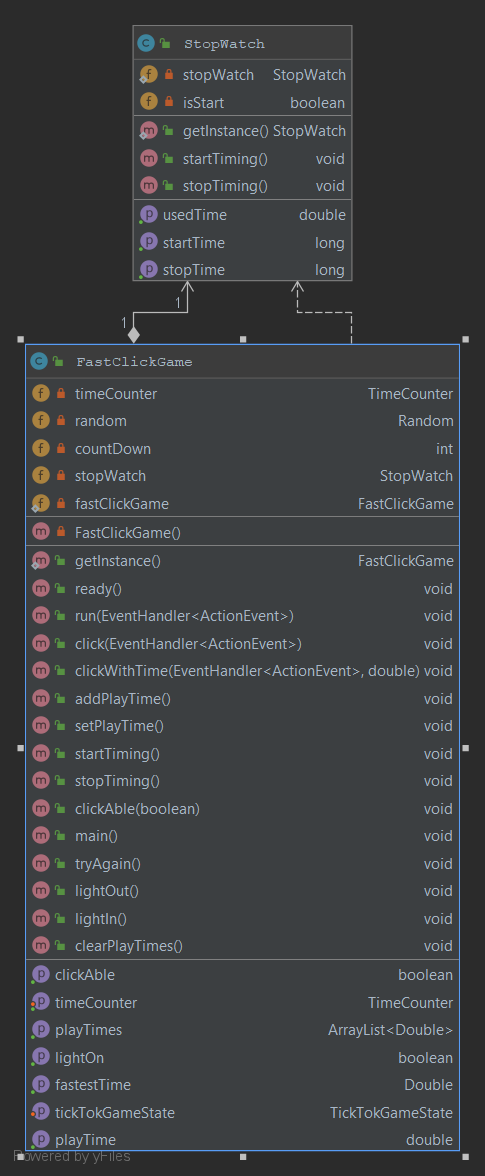 StopWatch
stopWatch StopWatch
isStart boolean
getInstance() StopWatch
startTiming() void
stopTiming() void
usedTime double
startTime long
stopTime long
1
1
FastClickGame
timeCounter TimeCounter
random Random
countDown int
stopWatch StopWatch
fastClickGame FastClickGame
FastClickGame()
getInstance() FastClickGame
ready() void
run(EventHandler<ActionEvent>) void
click(EventHandler<ActionEvent>) void
clickWithTime(EventHandler<ActionEvent>, double) void
addPlayTime() void
setPlayTime() void
startTiming() void
stopTiming() void
clickAble(boolean) void
main() void
tryAgain() void
lightOut() void
lightIn() void
clearPlayTimes() void
clickAble boolean
timeCounter TimeCounter
playTimes ArrayList<Double>
lightOn boolean
fastestTime Double
tickTokGameState TickTokGameState
playTime double
Powered by yFiles